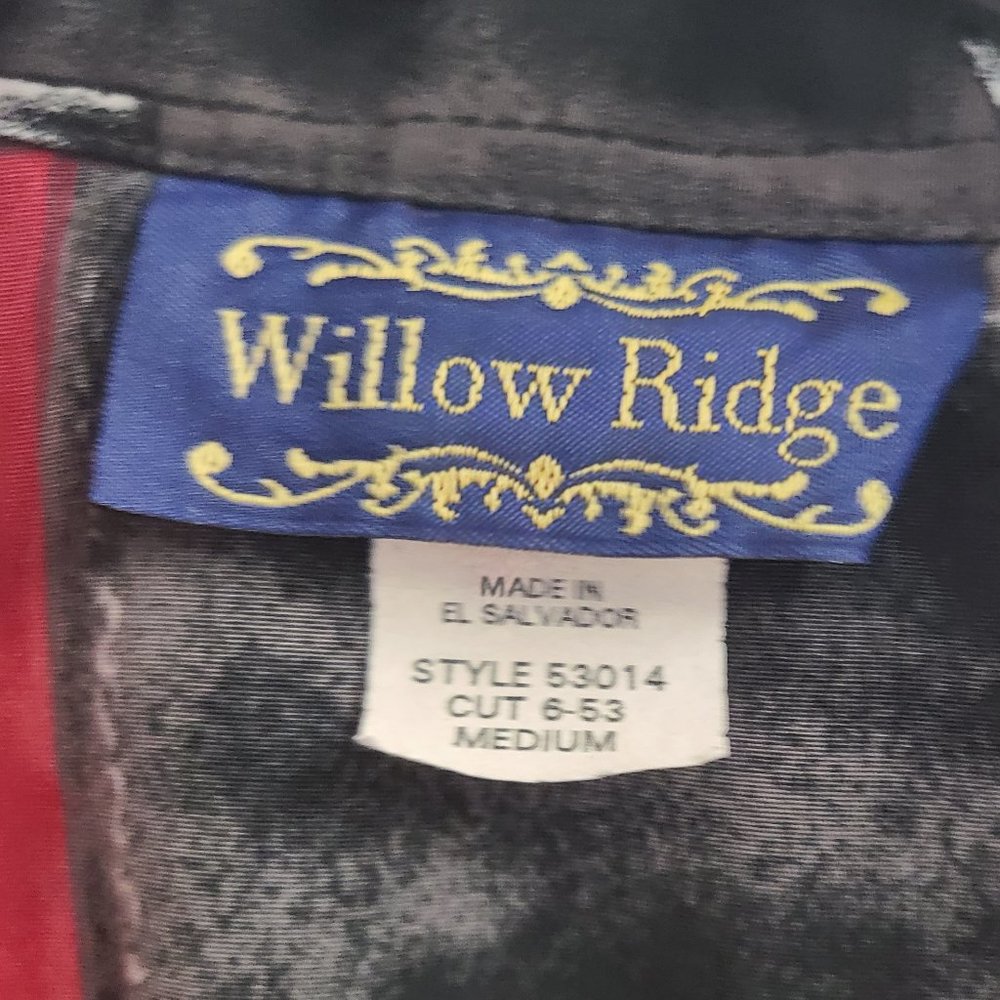 Willow Ridge
MADE IN
EL SALVADOR
STYLE 53014
CUT 6-53
MEDIUM